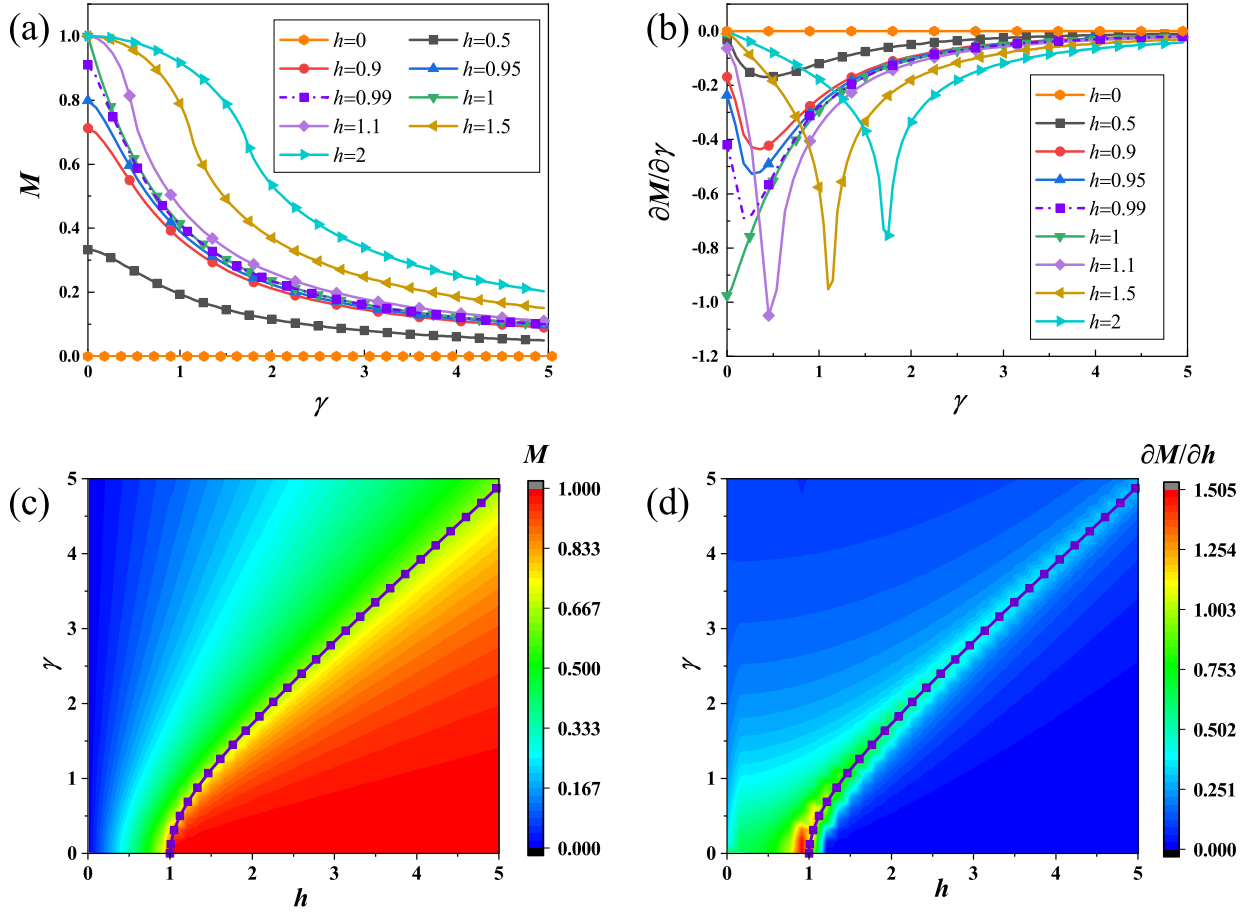 (a)
M
1.0
0.8
0.6
0.4
0.2
0.0
0 1 2 3 4 5
γ
h=0 h=0.5
h=0.9 h=0.95
h=0.99 h=1
h=1.1 h=1.5
h=2
(b)
∂M/∂γ
0.0
-0.2
-0.4
-0.6
-0.8
-1.0
-1.2
0 1 2 3 4 5
γ
h=0
h=0.5
h=0.9
h=0.95
h=0.99
h=1
h=1.1
h=1.5
h=2
(c)
γ
5
4
3
2
1
0
0 1 2 3 4 5
h
M
1.000
0.833
0.667
0.500
0.333
0.167
0.000
(d)
γ
5
4
3
2
1
0
0 1 2 3 4 5
h
∂M/∂h
1.505
1.254
1.003
0.753
0.502
0.251
0.000